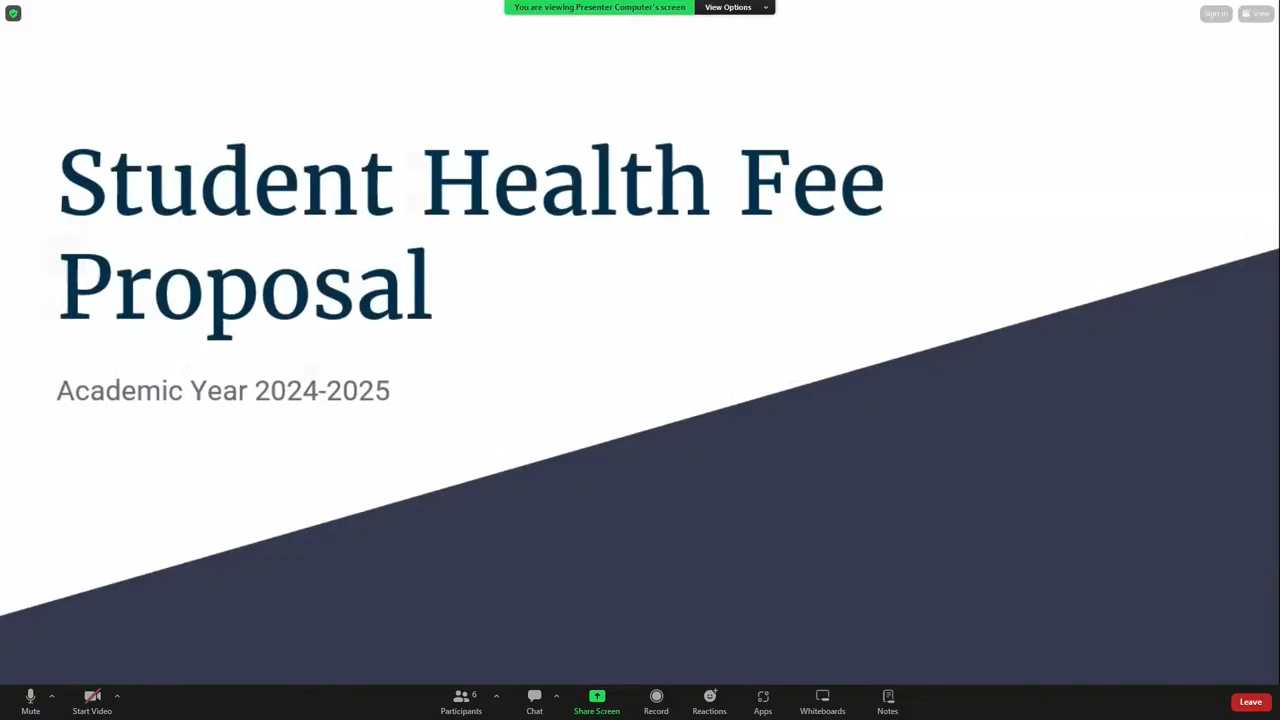 You are viewing Presenter Computer's screen
View Options
Sign in
View
Student Health Fee
Proposal
Academic Year 2024-2025
Mute
Start Video
6
Participants
Chat
Share Screen
Record
Reactions
Apps
Whiteboards
Notes
Leave